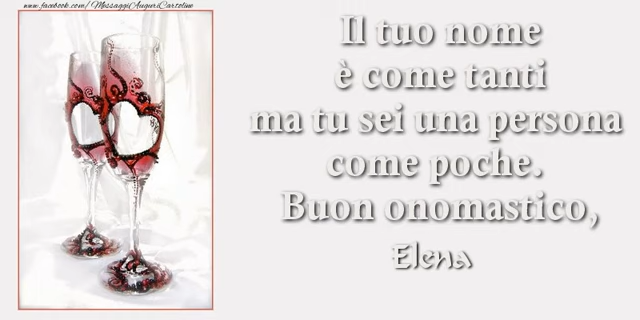 www.facebook.com/MessaggiAuguriCartoline
Il tuo nome
è come tanti
ma tu sei una persona
come poche.
Buon onomastico,
Elena